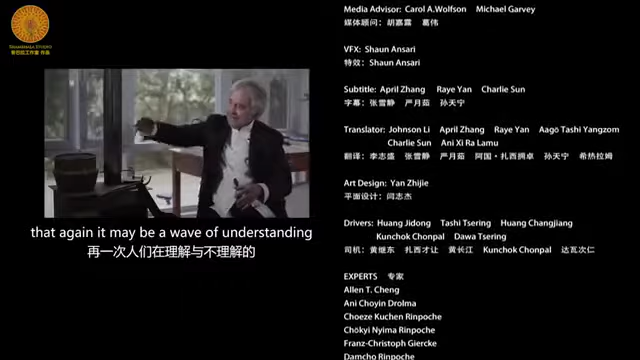 SHAMBHALA STUDIO
新芭拉工作室 作品
that again it may be a wave of understanding
再一次人们在理解与不理解的
Media Advisor: Carol A.Wolfson Michael Garvey
媒体顾问：胡嘉露 葛伟
VFX: Shaun Ansari
特效：Shaun Ansari
Subtitle: April Zhang Raye Yan Charlie Sun
字幕：张雪静 严月茹 孙天宁
Translator: Johnson Li April Zhang Raye Yan Aagō Tashi Yangzom
Charlie Sun Ani Xi Ra Lamu
翻译：李志盛 张雪静 严月茹 阿国·扎西拥卓 孙天宁 希热拉姆
Art Design: Yan Zhijie
平面设计：闫志杰
Drivers: Huang Jidong Tashi Tsering Huang Changjiang
Kunchok Chonpal Dawa Tsering
司机：黄继东 扎西才让 黄长江 Kunchok Chonpal 达瓦次仁
EXPERTS 专家
Allen T. Cheng
Ani Choyin Drolma
Choeze Kuchen Rinpoche
Chökyi Nyima Rinpoche
Franz-Christoph Giercke
Damcho Rinpoche